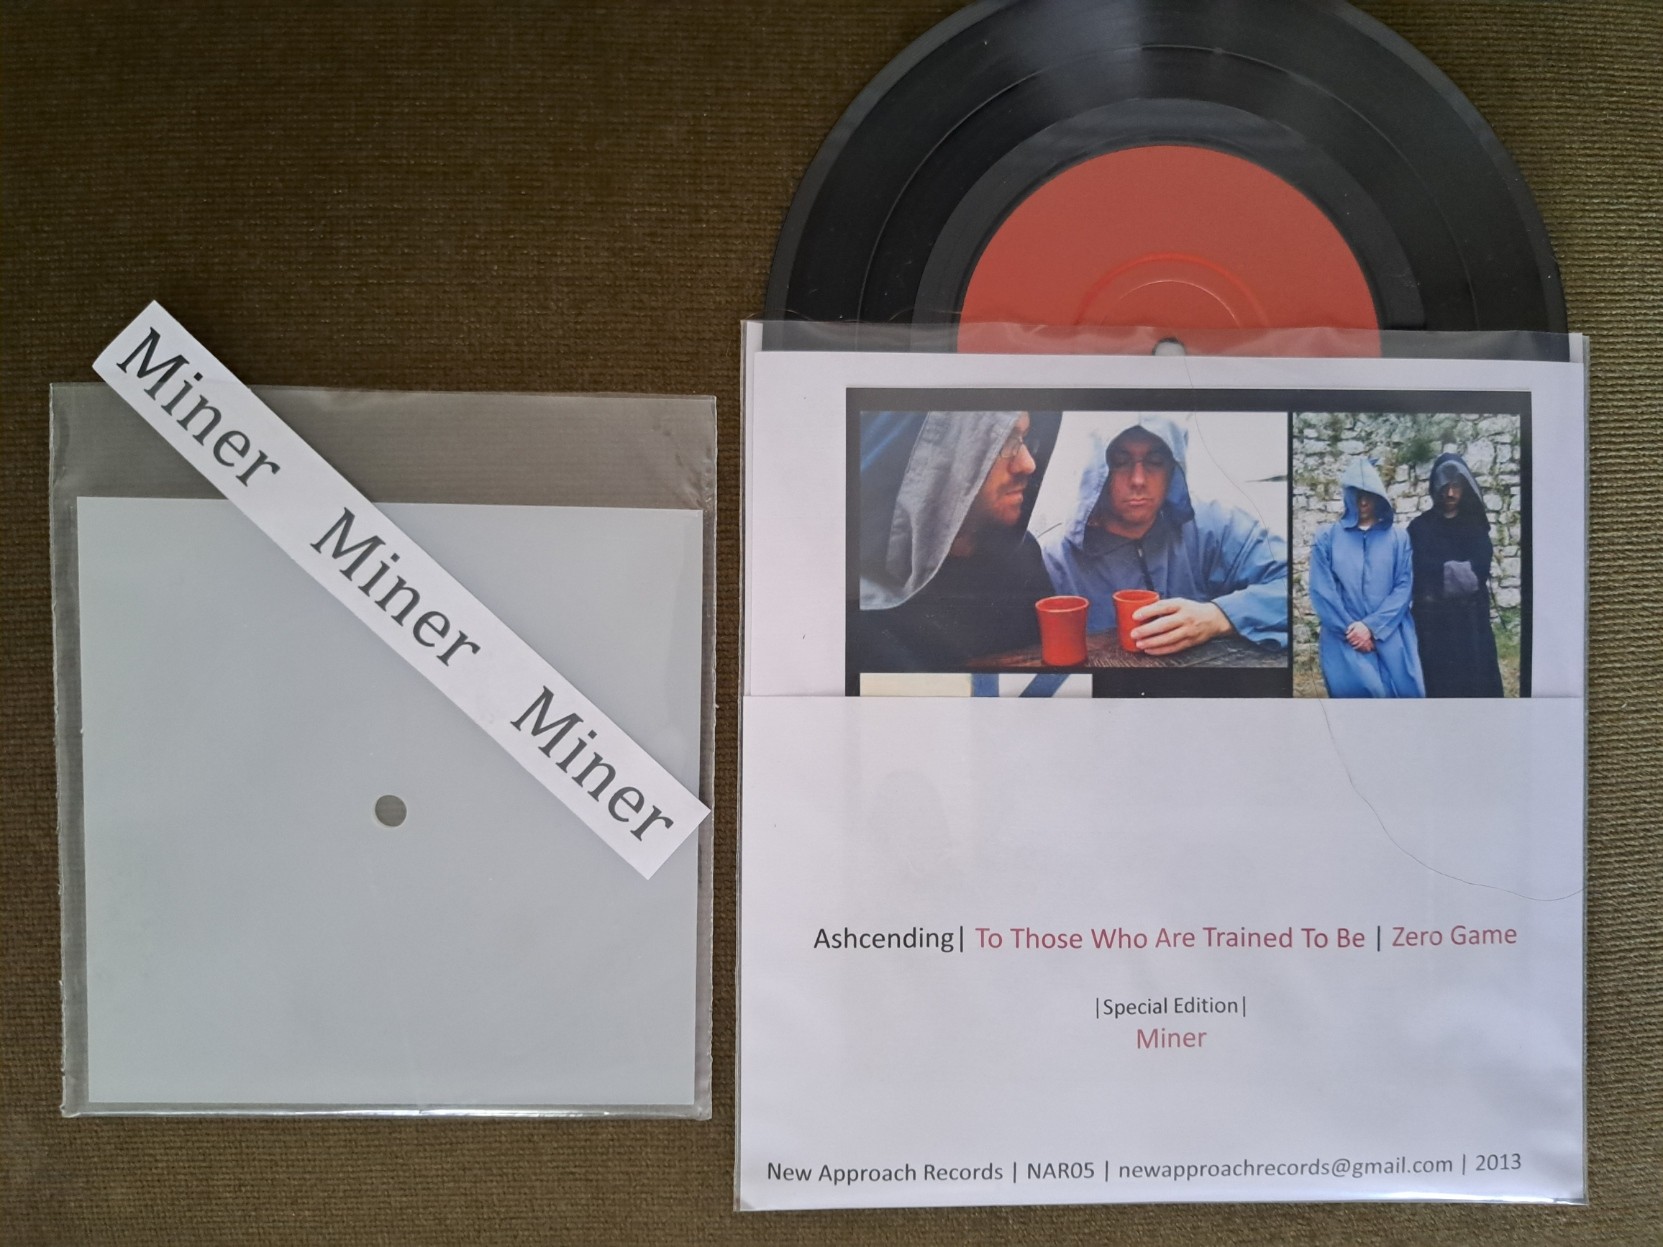 Miner Miner Miner
Ashcending| To Those Who Are Trained To Be | Zero Game
|Special Edition|
Miner
New Approach Records | NAR05 | newapproachrecords@gmail.com | 2013